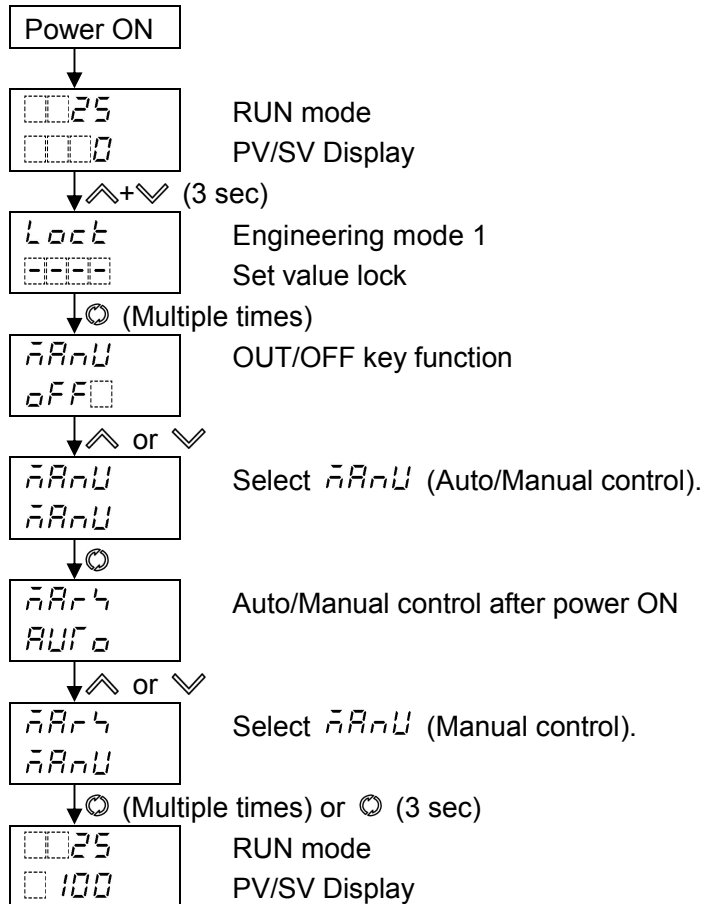 Power ON
25 RUN mode
0 PV/SV Display
+ (3 sec)
Lock Engineering mode 1
---- Set value lock
(Multiple times)
MAnU OUT/OFF key function
oFF
or
MAnU Select MAnU (Auto/Manual control).
MAnU
MArS Auto/Manual control after power ON
AUTo
or
MArS Select MAnU (Manual control).
MAnU
(Multiple times) or (3 sec)
25 RUN mode
100 PV/SV Display